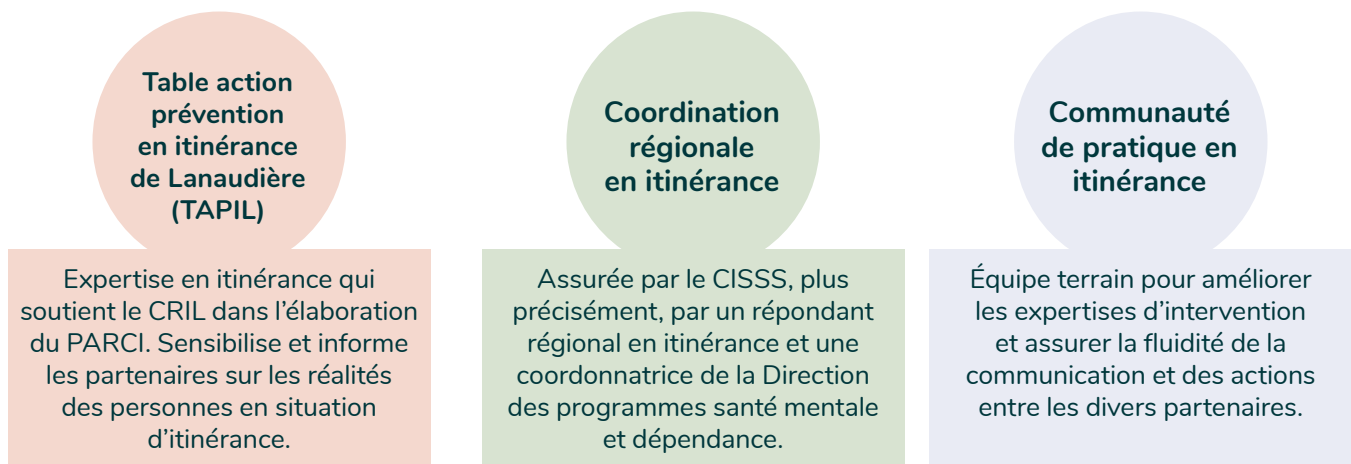 Table action
prévention
en itinérance
de Lanaudière
(TAPIL)
Expertise en itinérance qui
soutient le CRIL dans l’élaboration
du PARCI. Sensibilise et informe
les partenaires sur les réalités
des personnes en situation
d’itinérance.
Coordination
régionale
en itinérance
Assurée par le CISSS, plus
précisément, par un répondant
régional en itinérance et une
coordonnatrice de la Direction
des programmes santé mentale
et dépendance.
Communauté
de pratique en
itinérance
Équipe terrain pour améliorer
les expertises d’intervention
et assurer la fluidité de la
communication et des actions
entre les divers partenaires.